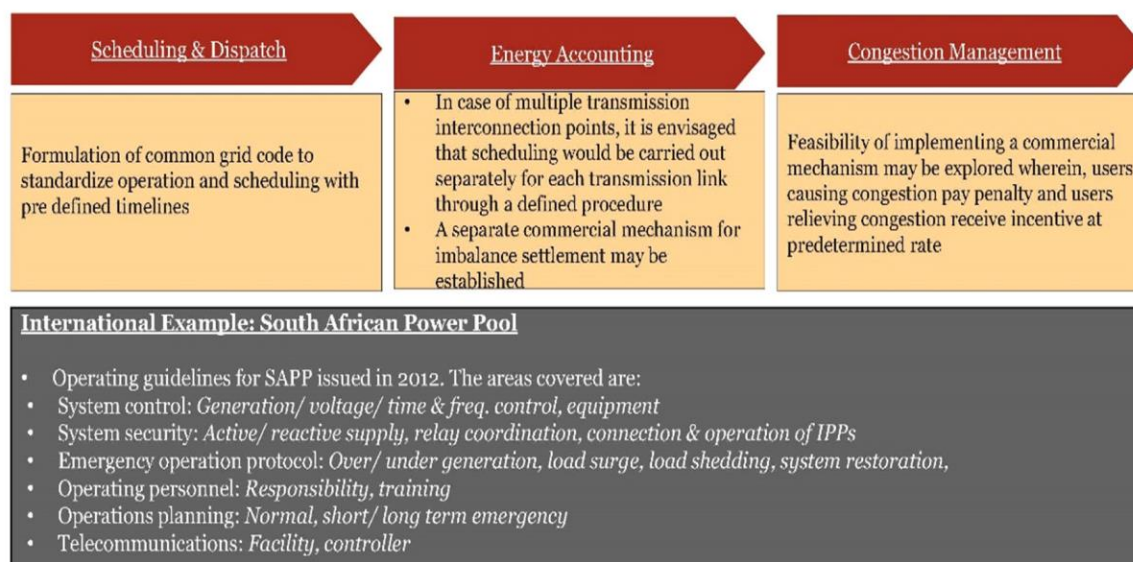 Scheduling & Dispatch
Formulation of common grid code to
standardize operation and scheduling with
pre defined timelines
Energy Accounting
• In case of multiple transmission
interconnection points, it is envisaged
that scheduling would be carried out
separately for each transmission link
through a defined procedure
• A separate commercial mechanism for
imbalance settlement may be
established
Congestion Management
Feasibility of implementing a commercial
mechanism may be explored wherein, users
causing congestion pay penalty and users
relieving congestion receive incentive at
predetermined rate
International Example: South African Power Pool
• Operating guidelines for SAPP issued in 2012. The areas covered are:
• System control: Generation/ voltage/ time & freq. control, equipment
• System security: Active/ reactive supply, relay coordination, connection & operation of IPPs
• Emergency operation protocol: Over/ under generation, load surge, load shedding, system restoration,
• Operating personnel: Responsibility, training
• Operations planning: Normal, short/ long term emergency
• Telecommunications: Facility, controller